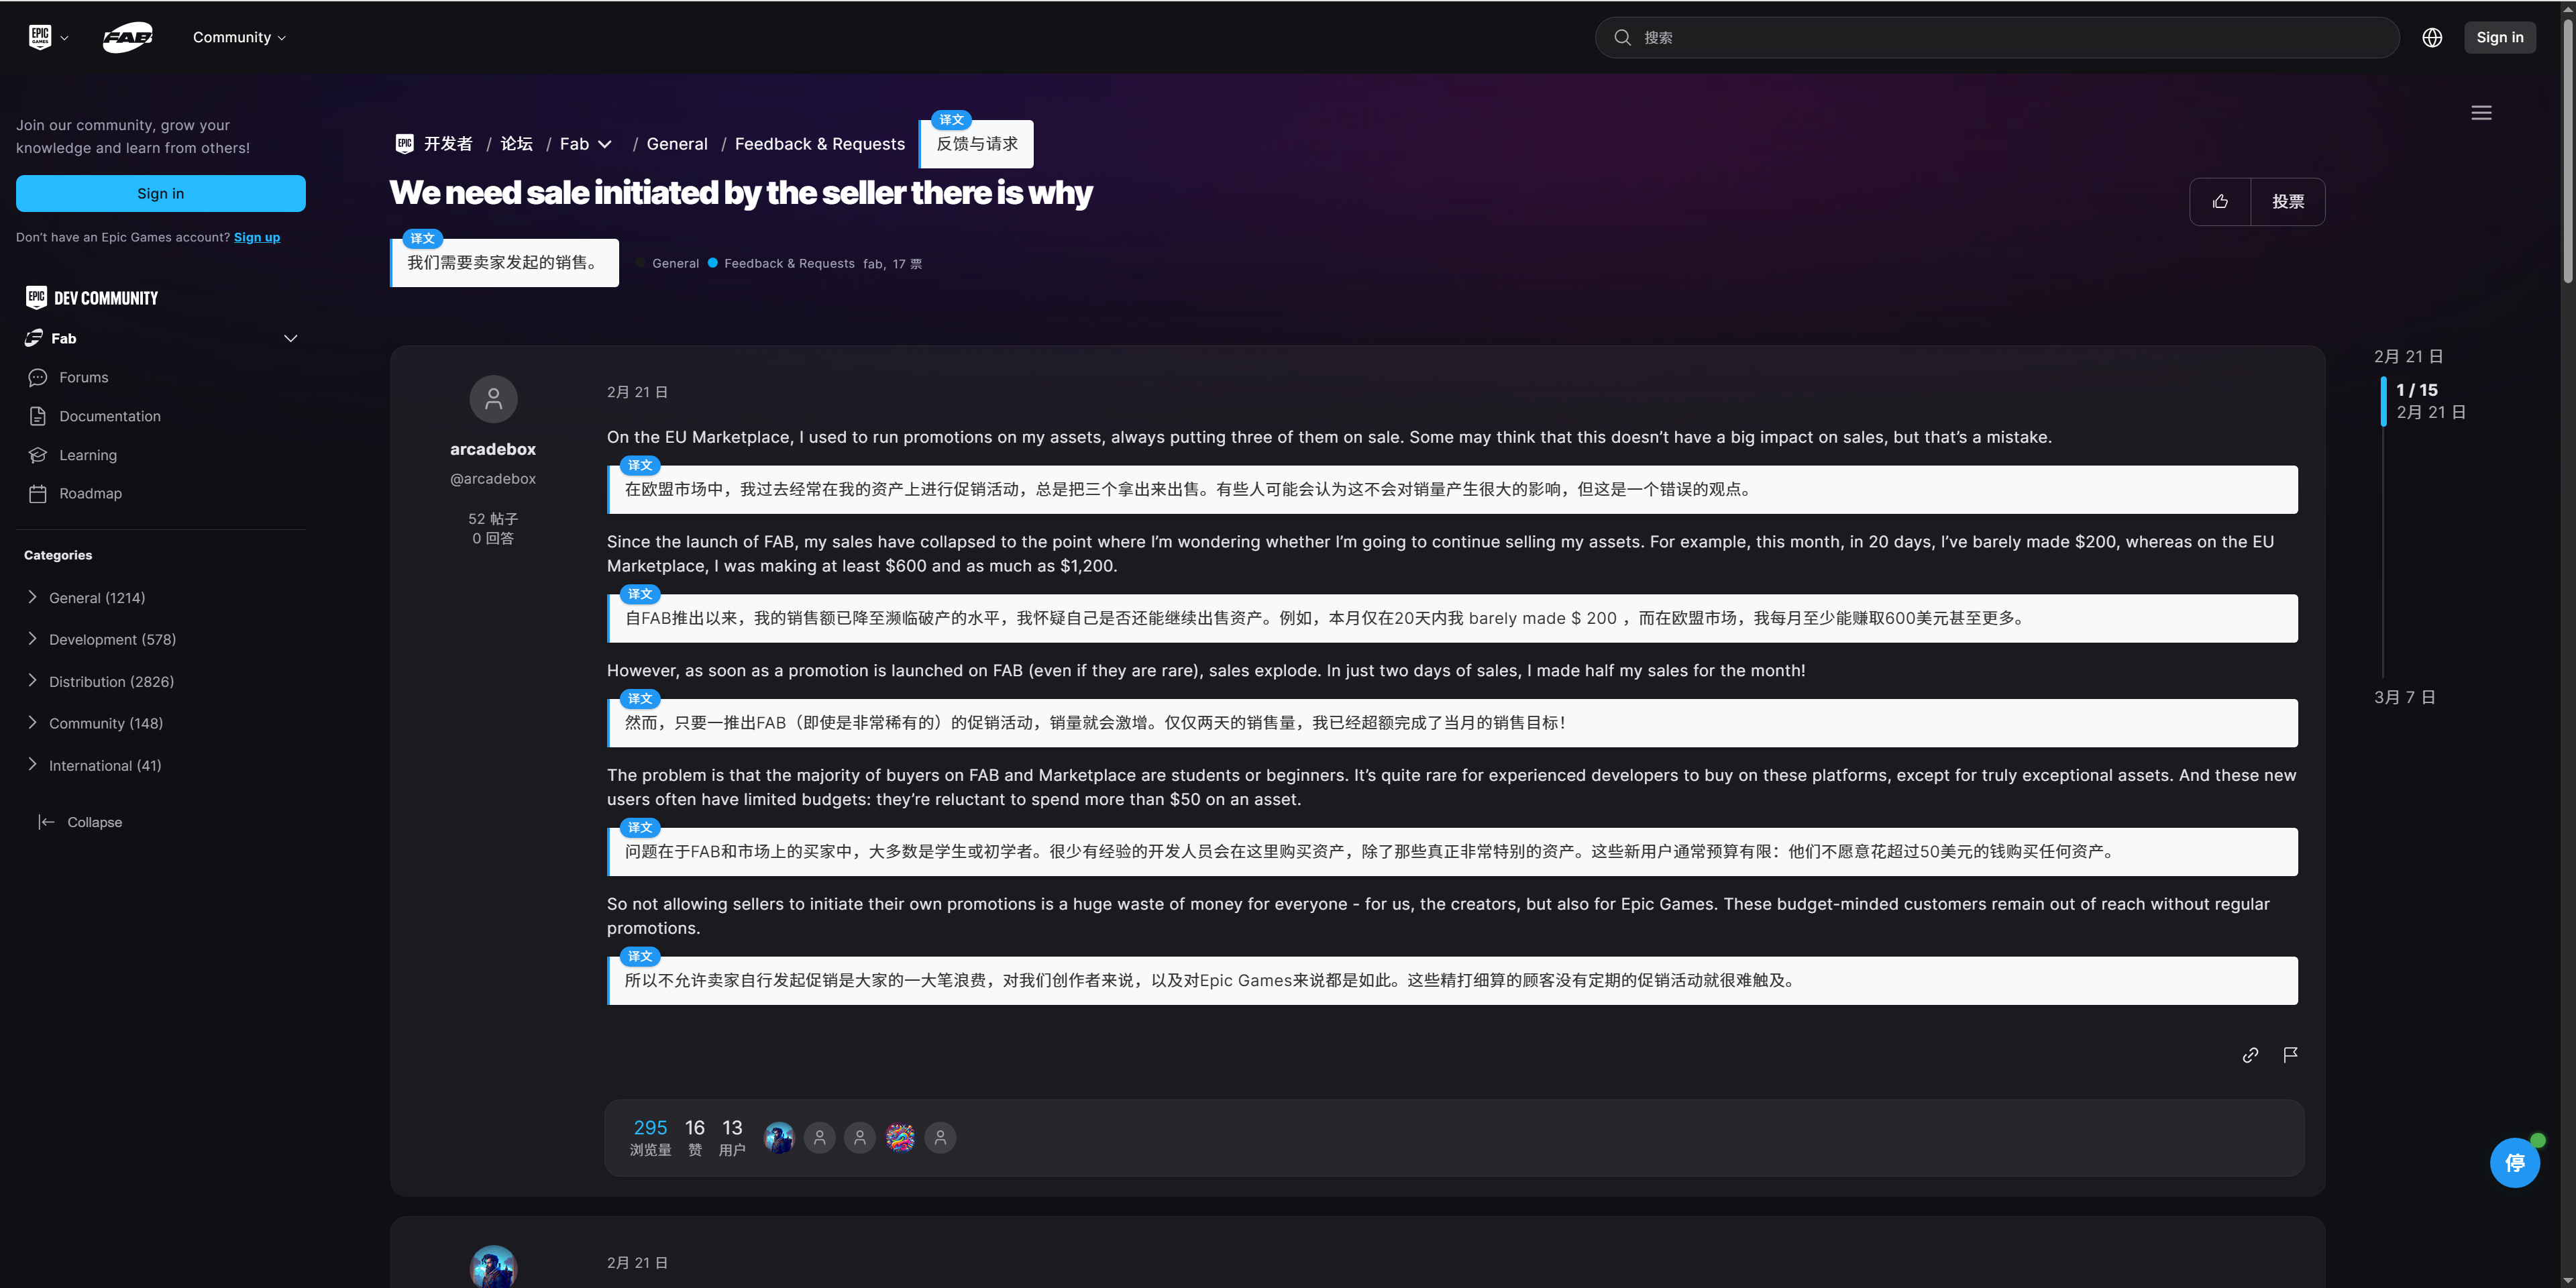 EPIC GAMES
FAB
Community
搜索
Sign in
Join our community, grow your
knowledge and learn from others!
Sign in
Don't have an Epic Games account? Sign up
EPIC DEV COMMUNITY
Fab
Forums
Documentation
Learning
Roadmap
Categories
General (1214)
Development (578)
Distribution (2826)
Community (148)
International (41)
Collapse
EPIC 开发者 / 论坛 / Fab / General / Feedback & Requests
译文
反馈与请求
We need sale initiated by the seller there is why
投票
译文
我们需要卖家发起的销售。
General Feedback & Requests fab, 17 票
arcadebox
@arcadebox
52 帖子
0 回答
2月 21 日
On the EU Marketplace, I used to run promotions on my assets, always putting three of them on sale. Some may think that this doesn’t have a big impact on sales, but that’s a mistake.
译文
在欧盟市场中，我过去经常在我的资产上进行促销活动，总是把三个拿出来出售。有些人可能会认为这不会对销量产生很大的影响，但这是一个错误的观点。
Since the launch of FAB, my sales have collapsed to the point where I’m wondering whether I’m going to continue selling my assets. For example, this month, in 20 days, I’ve barely made $200, whereas on the EU
Marketplace, I was making at least $600 and as much as $1,200.
译文
自FAB推出以来，我的销售额已降至濒临破产的水平，我怀疑自己是否还能继续出售资产。例如，本月仅在20天内我 barely made $ 200 ，而在欧盟市场，我每月至少能赚取600美元甚至更多。
However, as soon as a promotion is launched on FAB (even if they are rare), sales explode. In just two days of sales, I made half my sales for the month!
译文
然而，只要一推出FAB（即使是非常稀有的）的促销活动，销量就会激增。仅仅两天的销售量，我已经超额完成了当月的销售目标！
The problem is that the majority of buyers on FAB and Marketplace are students or beginners. It’s quite rare for experienced developers to buy on these platforms, except for truly exceptional assets. And these new
users often have limited budgets: they’re reluctant to spend more than $50 on an asset.
译文
问题在于FAB和市场上的买家中，大多数是学生或初学者。很少有经验的开发人员会在这里购买资产，除了那些真正非常特别的资产。这些新用户通常预算有限：他们不愿意花超过50美元的钱购买任何资产。
So not allowing sellers to initiate their own promotions is a huge waste of money for everyone - for us, the creators, but also for Epic Games. These budget-minded customers remain out of reach without regular
promotions.
译文
所以不允许卖家自行发起促销是大家的一大笔浪费，对我们创作者来说，以及对Epic Games来说都是如此。这些精打细算的顾客没有定期的促销活动就很难触及。
295 16 13
浏览量 赞 用户
2月 21 日
2月 21 日
1 / 15
2月 21 日
3月 7 日
停